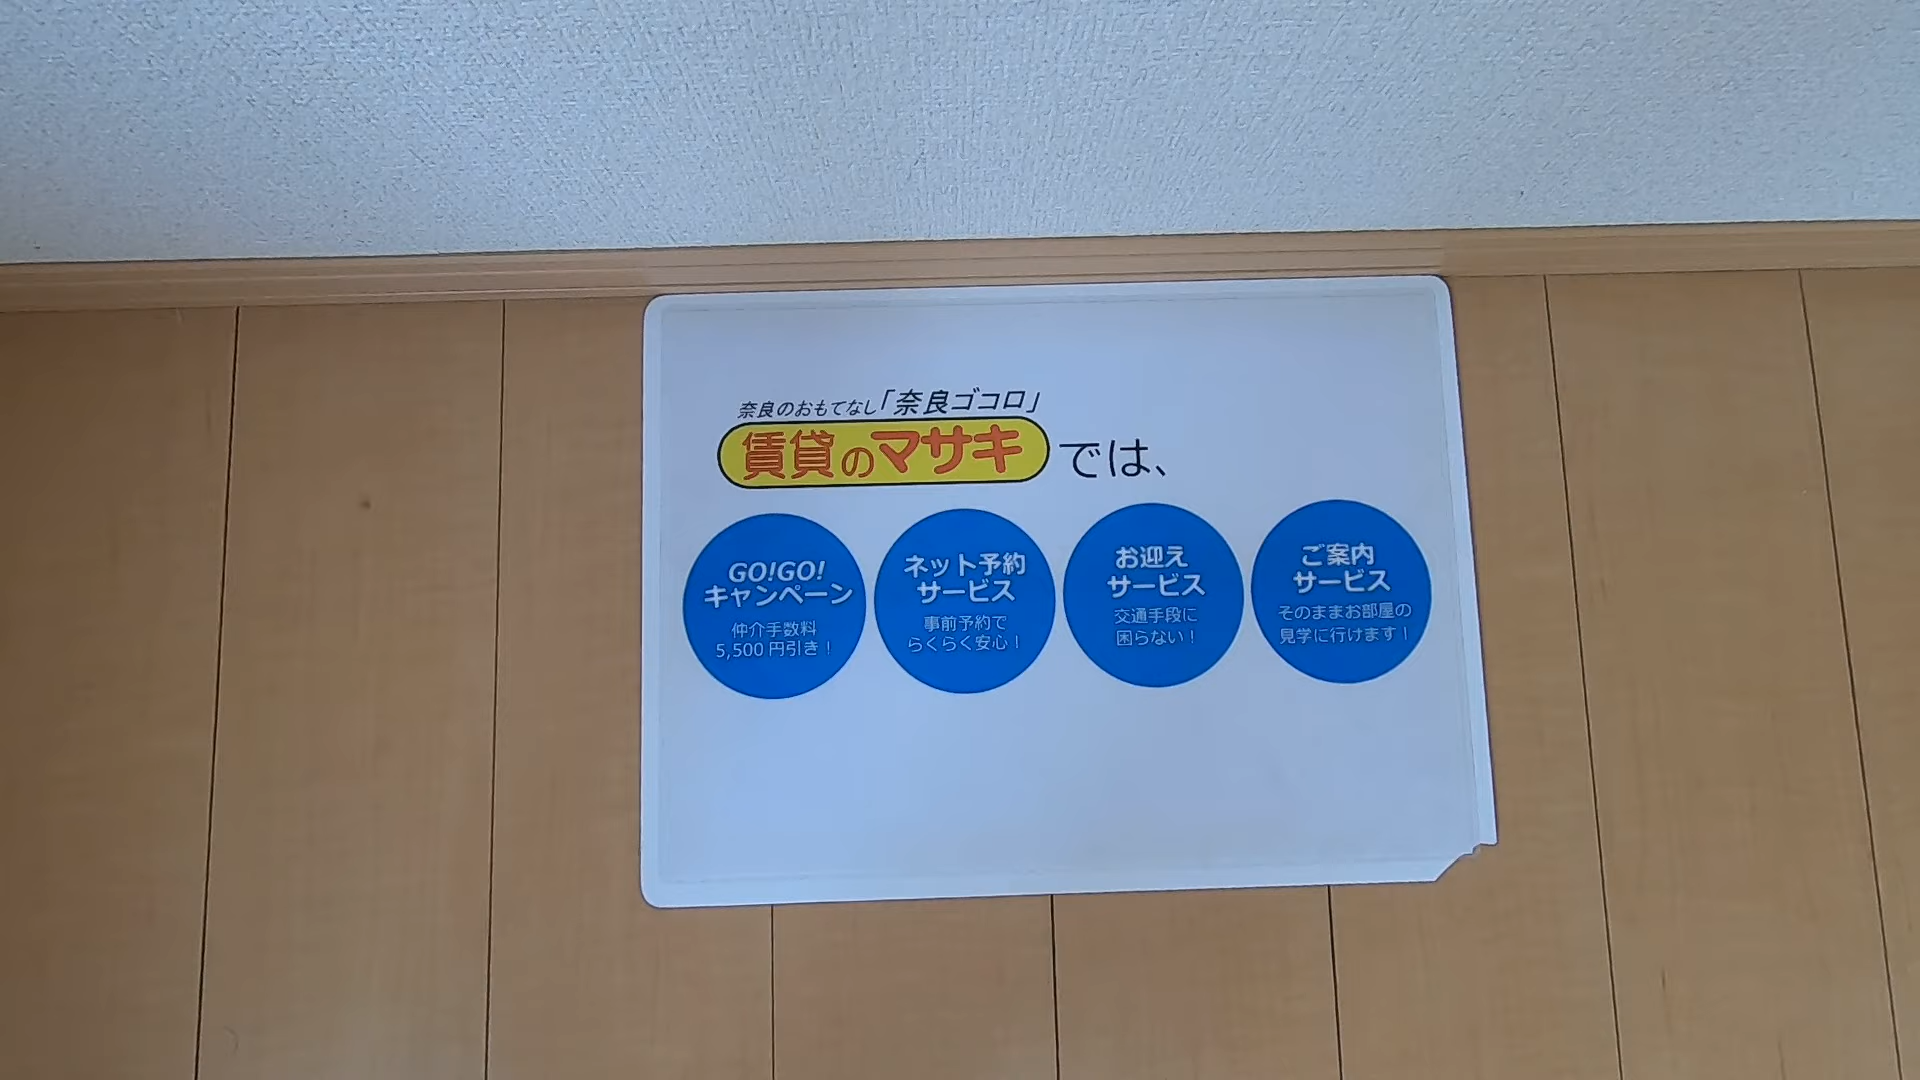 奈良のおもてなし「奈良ゴコロ」
賃貸のマサキでは、
GO!GO!
キャンペーン
仲介手数料
5,500円引き！
ネット予約
サービス
事前予約で
らくらく安心！
お迎え
サービス
交通手段に
困らない！
ご案内
サービス
そのままお部屋の
見学に行けます！